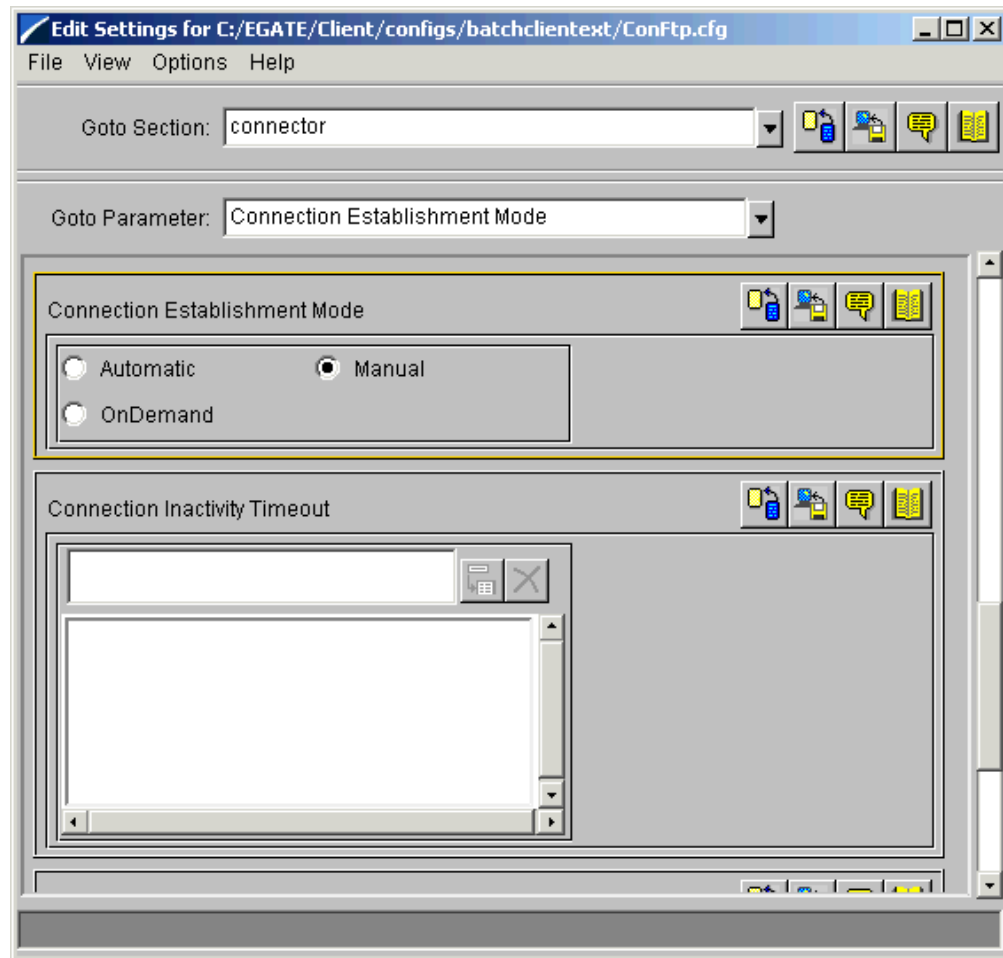 Edit Settings for C:/EGATE/Client/configs/batchclientext/ConFtp.cfg
File View Options Help
Goto Section: connector
Goto Parameter: Connection Establishment Mode
Connection Establishment Mode
Automatic Manual
OnDemand
Connection Inactivity Timeout